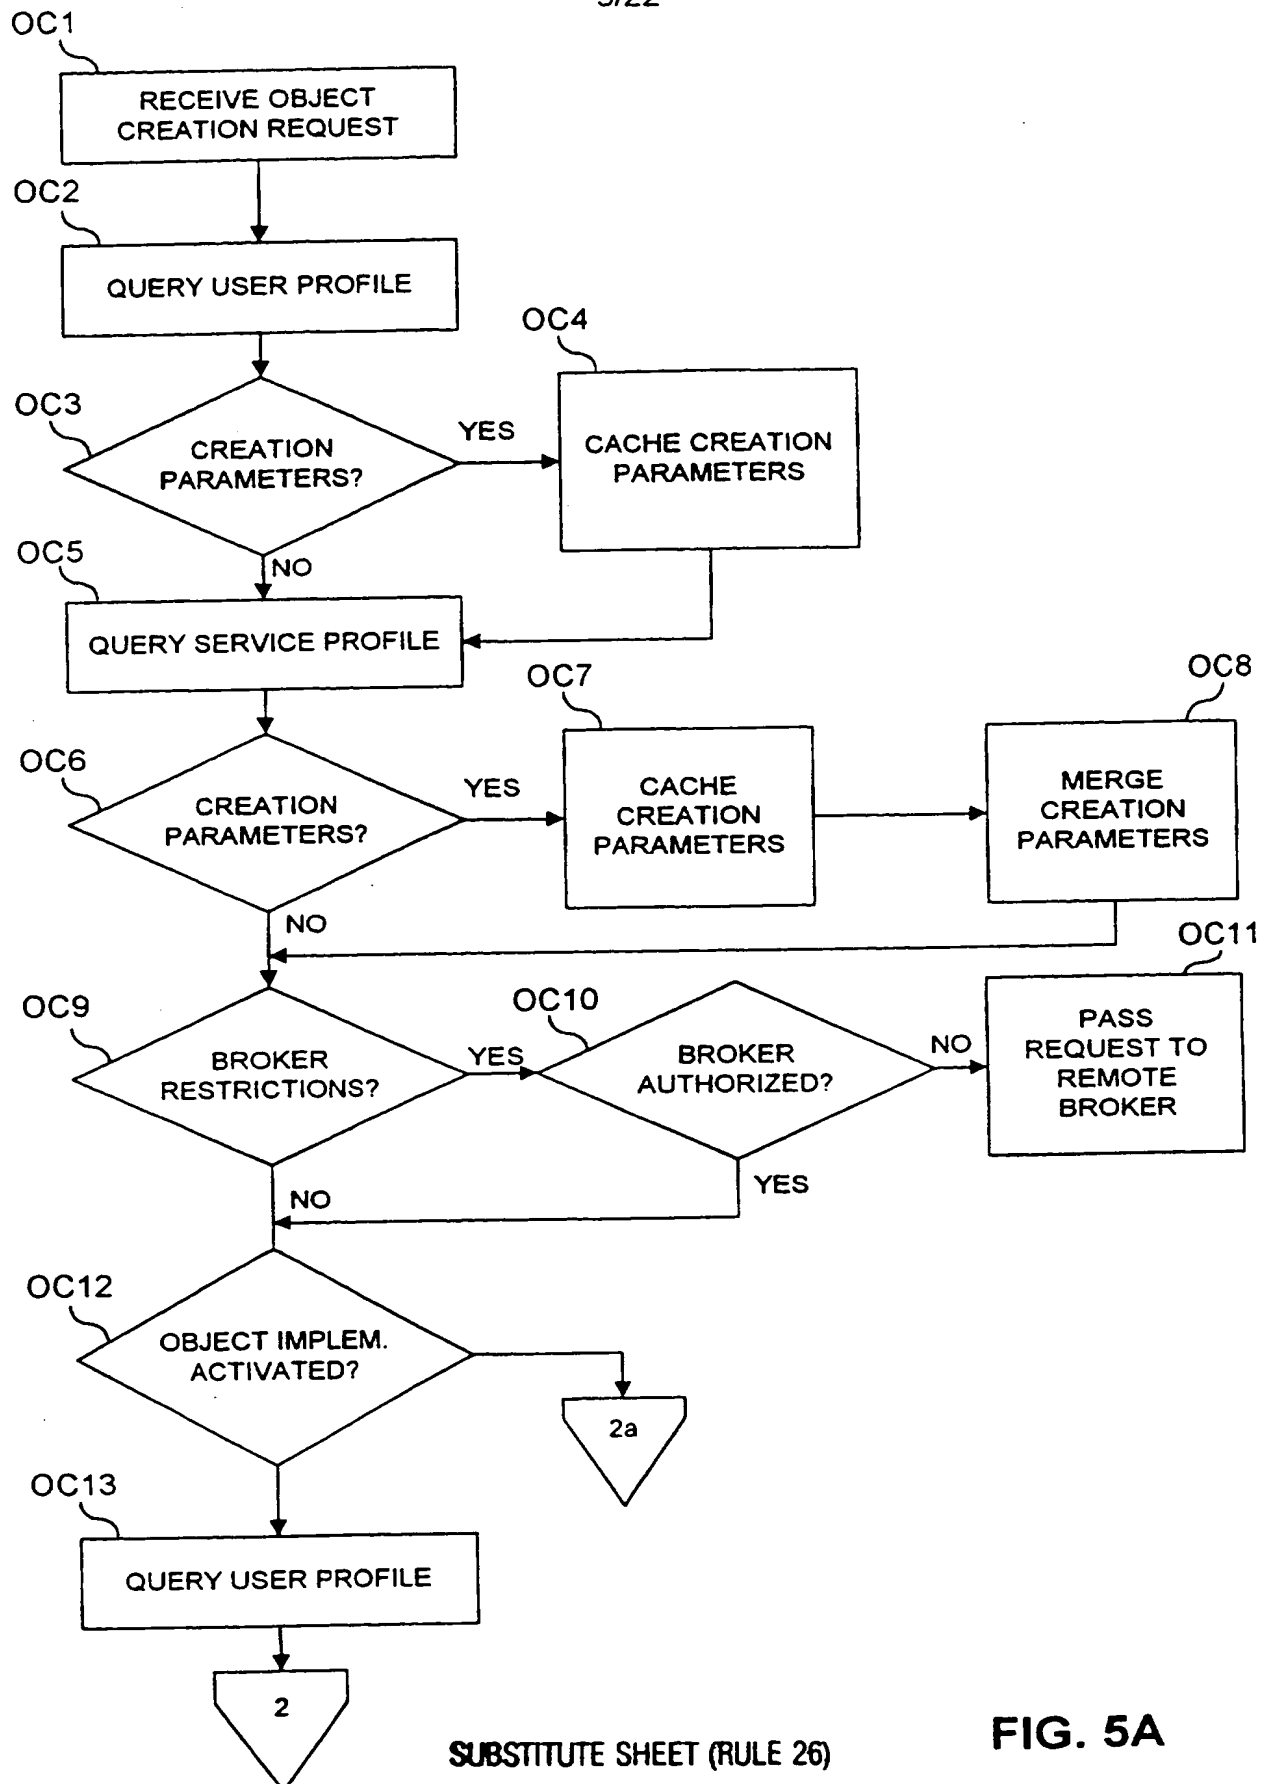 OC1
RECEIVE OBJECT
CREATION REQUEST
OC2
QUERY USER PROFILE
OC3
CREATION
PARAMETERS?
YES
OC4
CACHE CREATION
PARAMETERS
NO
OC5
QUERY SERVICE PROFILE
OC6
CREATION
PARAMETERS?
YES
OC7
CACHE
CREATION
PARAMETERS
OC8
MERGE
CREATION
PARAMETERS
NO
OC9
BROKER
RESTRICTIONS?
YES
OC10
BROKER
AUTHORIZED?
NO
OC11
PASS
REQUEST TO
REMOTE
BROKER
YES
NO
OC12
OBJECT IMPLEM.
ACTIVATED?
2a
OC13
QUERY USER PROFILE
2
SUBSTITUTE SHEET (RULE 26)
FIG. 5A